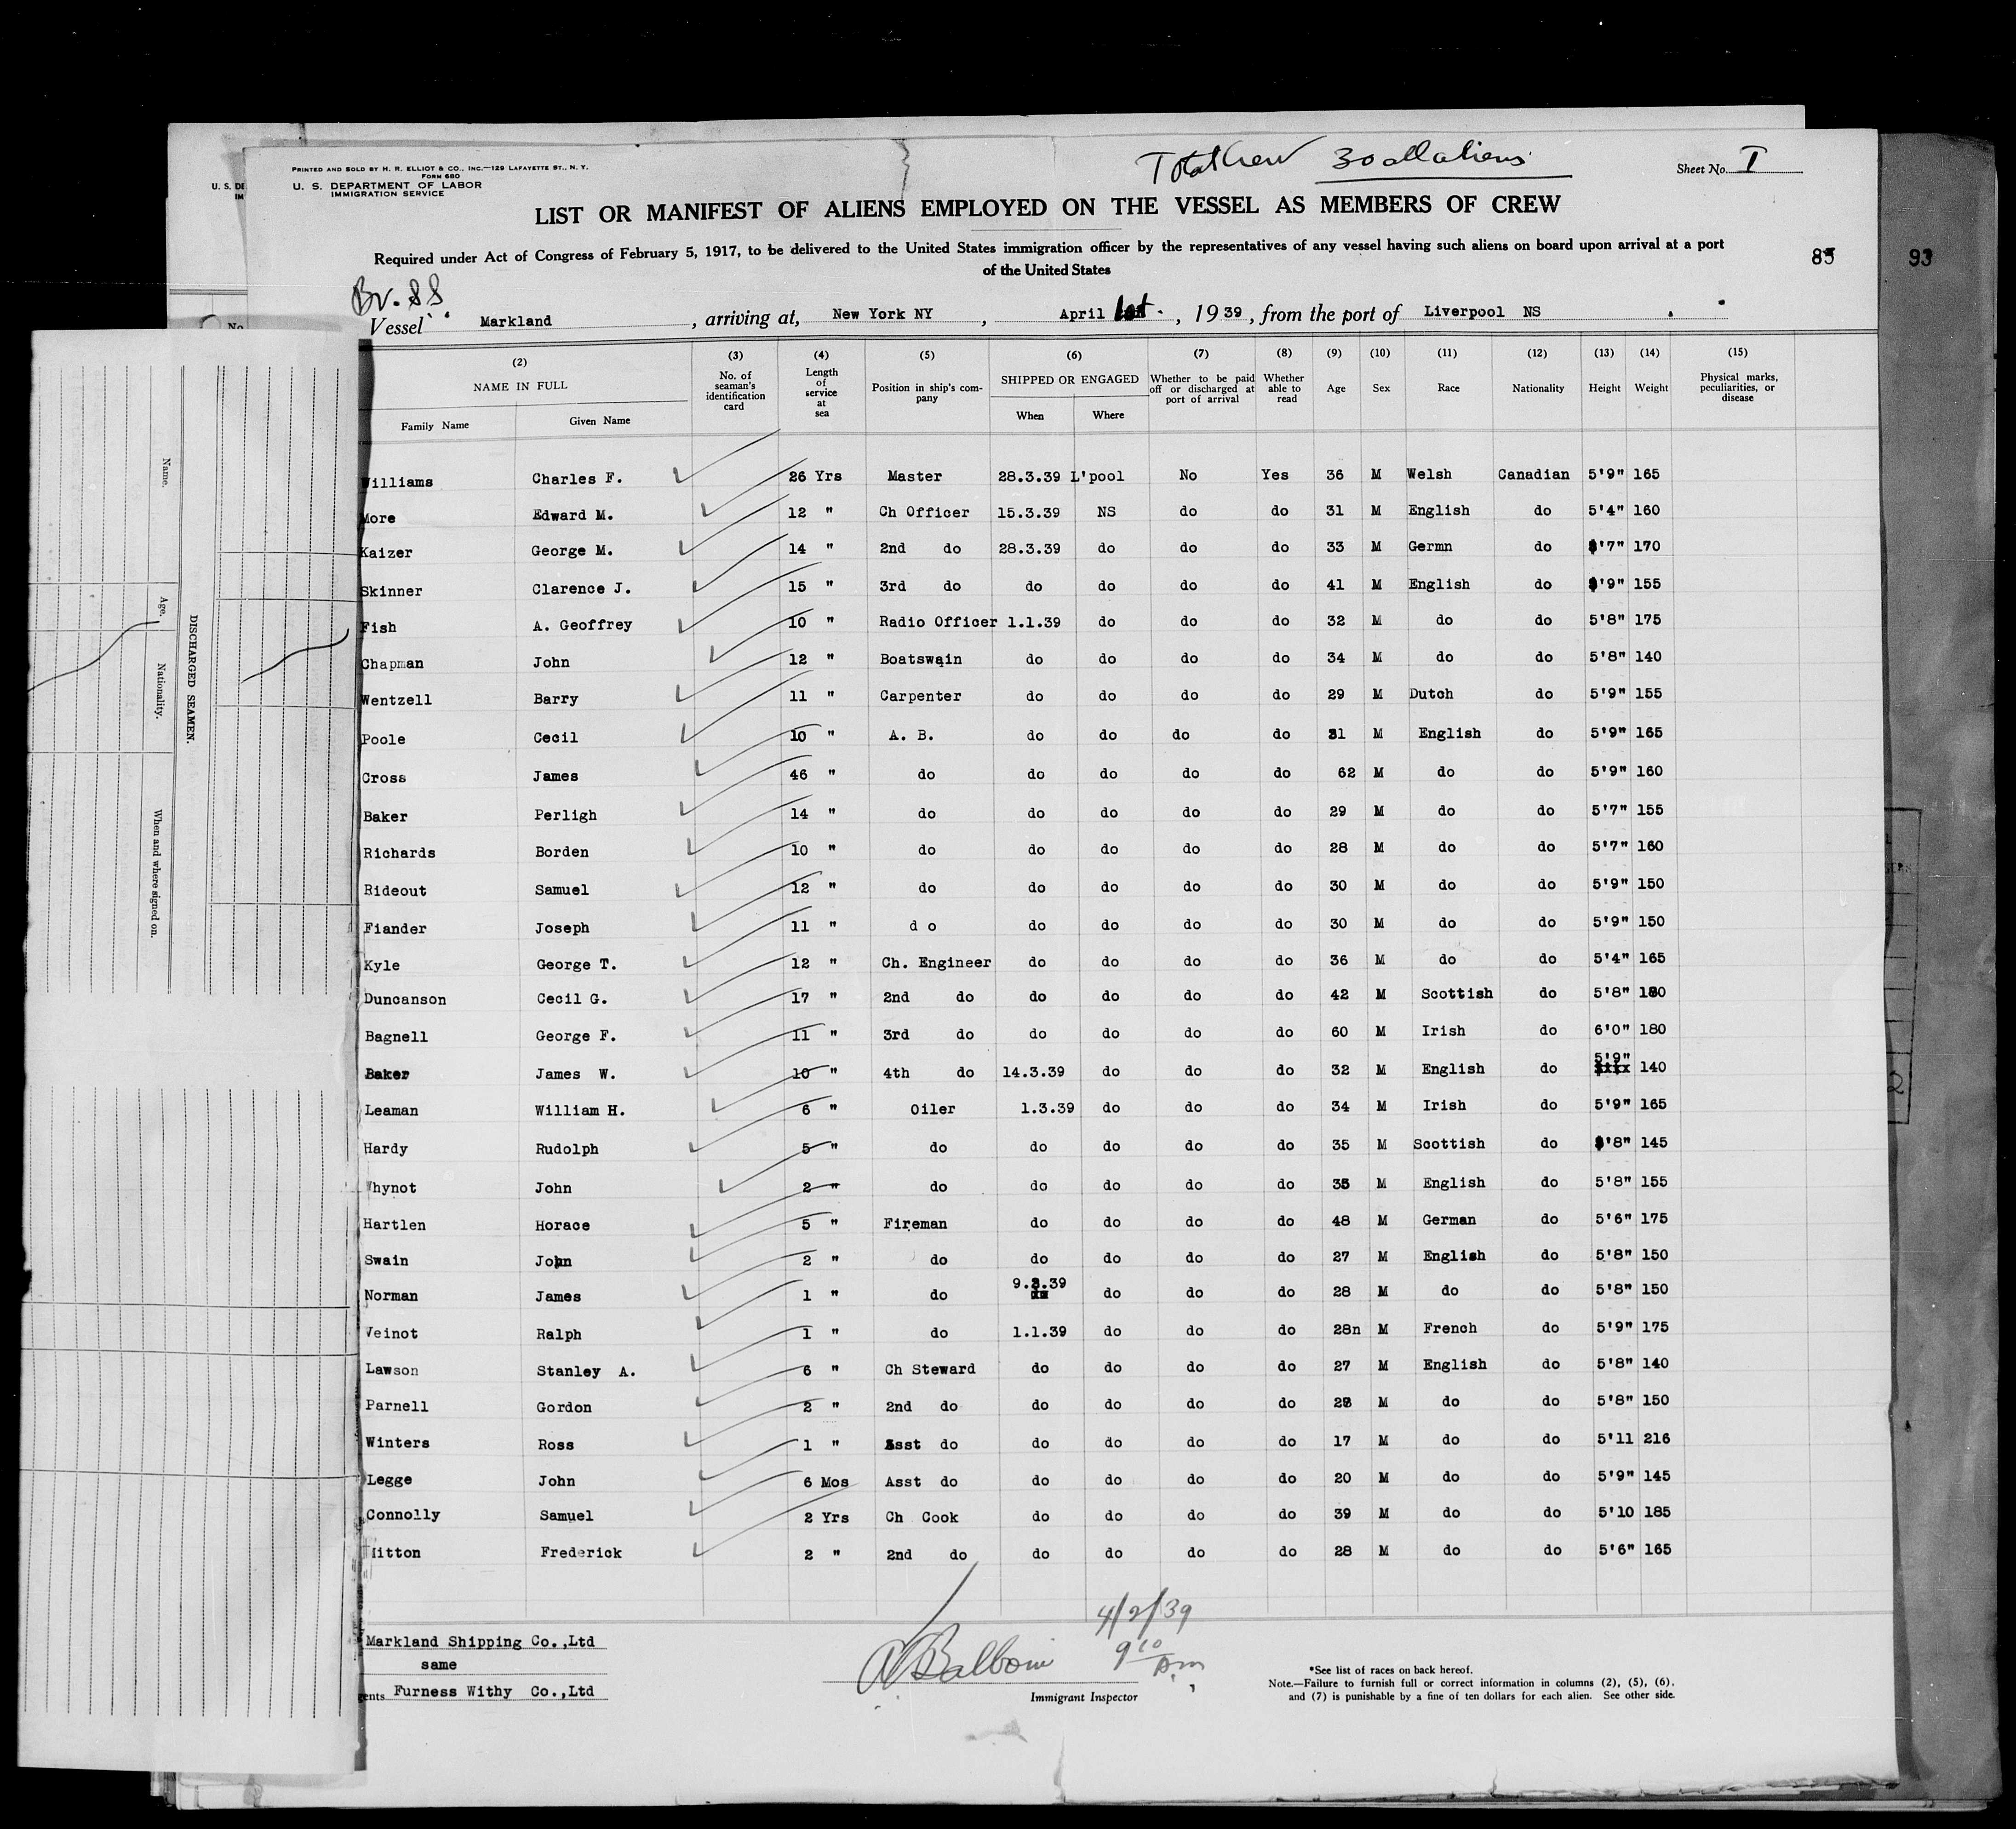 Total Crew 30 all aliens
PRINTED AND SOLD BY H. R. ELLIOT & CO., INC.—129 LAFAYETTE ST., N. Y.
FORM 680
U. S. DEPARTMENT OF LABOR
IMMIGRATION SERVICE
Sheet No. I
LIST OR MANIFEST OF ALIENS EMPLOYED ON THE VESSEL AS MEMBERS OF CREW
Required under Act of Congress of February 5, 1917, to be delivered to the United States immigration officer by the representatives of any vessel having such aliens on board upon arrival at a port
of the United States
85 93
Br. SS
Vessel Markland, arriving at, New York NY, April 1st, 1939, from the port of Liverpool NS
(2) (3) (4) (5) (6) (7) (8) (9) (10) (11) (12) (13) (14) (15)
NAME IN FULL
Family Name Given Name
No. of seaman's identification card
Length of service at sea
Position in ship's company
SHIPPED OR ENGAGED
When Where
Whether to be paid off or discharged at port of arrival
Whether able to read
Age Sex Race Nationality Height Weight
Physical marks, peculiarities, or disease
Williams Charles F. 26 Yrs Master 28.3.39 L'pool No Yes 36 M Welsh Canadian 5'9" 165
More Edward M. 12 " Ch Officer 15.3.39 NS do do 31 M English do 5'4" 160
Kaizer George M. 14 " 2nd do 28.3.39 do do do 33 M Germn do 5'7" 170
Skinner Clarence J. 15 " 3rd do do do do do 41 M English do 5'9" 155
Fish A. Geoffrey 10 " Radio Officer 1.1.39 do do do 32 M do do 5'8" 175
Chapman John 12 " Boatswain do do do do 34 M do do 5'8" 140
Wentzell Barry 11 " Carpenter do do do do 29 M Dutch do 5'9" 155
Poole Cecil 10 " A. B. do do do do 31 M English do 5'9" 165
Cross James 46 " do do do do do 62 M do do 5'9" 160
Baker Perligh 14 " do do do do do 29 M do do 5'7" 155
Richards Borden 10 " do do do do do 28 M do do 5'7" 160
Rideout Samuel 12 " do do do do do 30 M do do 5'9" 150
Fiander Joseph 11 " d o do do do do 30 M do do 5'9" 150
Kyle George T. 12 " Ch. Engineer do do do do 36 M do do 5'4" 165
Duncanson Cecil G. 17 " 2nd do do do do do 42 M Scottish do 5'8"
Bagnell George F. 11 " 3rd do do do do do 60 M Irish do 6'0" 180
Baker James W. 10 " 4th do 14.3.39 do do do 32 M English do 5'9" 140
Leaman William H. 6 " Oiler 1.3.39 do do do 34 M Irish do 5'9" 165
Hardy Rudolph 5 " do do do do do 35 M Scottish do 5'8" 145
Whynot John 2 " do do do do do 35 M English do 5'8" 155
Hartlen Horace 5 " Fireman do do do do 48 M German do 5'6" 175
Swain John 2 " do do do do do 27 M English do 5'8" 150
Norman James 1 " do 9.3.39 do do do 28 M do do 5'8" 150
Veinot Ralph 1 " do 1.1.39 do do do 28n M French do 5'9" 175
Lawson Stanley A. 6 " Ch Steward do do do do 27 M English do 5'8" 140
Parnell Gordon 2 " 2nd do do do do do M do do 5'8" 150
Winters Ross 1 " Asst do do do do do 17 M do do 5'11 216
Legge John 6 Mos Asst do do do do do 20 M do do 5'9" 145
Connolly Samuel 2 Yrs Ch Cook do do do do 39 M do do 5'10 185
Hitton Frederick 2 " 2nd do do do do do 28 M do do 5'6" 165
Markland Shipping Co.,Ltd
same
ents Furness Withy Co.,Ltd
4/2/39
9 10
Immigrant Inspector
*See list of races on back hereof.
Note.—Failure to furnish full or correct information in columns (2), (5), (6).
and (7) is punishable by a fine of ten dollars for each alien. See other side.
DISCHARGED SEAMEN.
Name. Age. Nationality. When and where signed on.
U. S. DE
IM
No